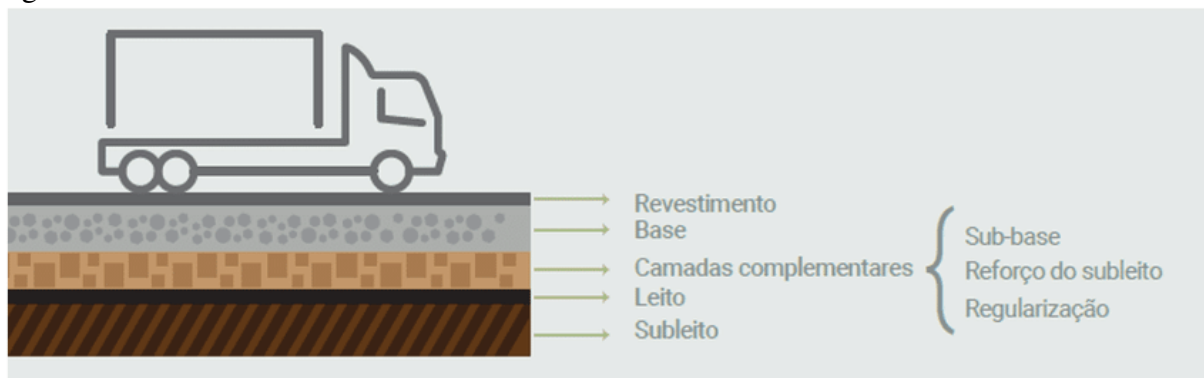 Revestimento
Base
Camadas complementares
Leito
Subleito
Sub-base
Reforço do subleito
Regularização